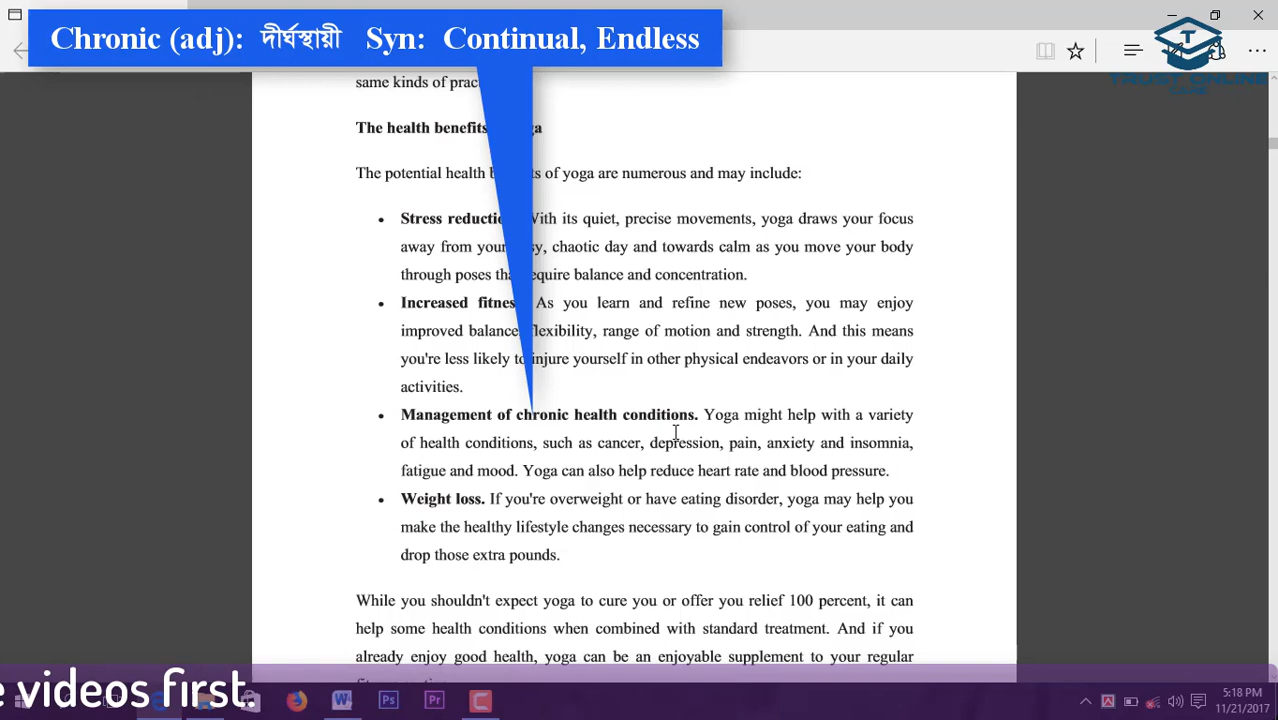 Chronic (adj): দীর্ঘস্থায়ী Syn: Continual, Endless
TRUST ONLINE
CARE
same kinds of
The health benefits
The potential health of yoga are numerous and may include:
• Stress With its quiet, precise movements, yoga draws your focus
away from your chaotic day and towards calm as you move your body
through poses balance and concentration.
• Increased As you learn and refine new poses, you may enjoy
improved range of motion and strength. And this means
you're less likely to injure yourself in other physical endeavors or in your daily
activities.
• Management of chronic health conditions. Yoga might help with a variety
of health conditions, such as cancer, depression, pain, anxiety and insomnia,
fatigue and mood. Yoga can also help reduce heart rate and blood pressure.
• Weight loss. If you're overweight or have eating disorder, yoga may help you
make the healthy lifestyle changes necessary to gain control of your eating and
drop those extra pounds.
While you shouldn't expect yoga to cure you or offer you relief 100 percent, it can
help some health conditions when combined with standard treatment. And if you
already enjoy good health, yoga can be an enjoyable supplement to your regular
e videos first.
Ps
Pr
5:18 PM
11/21/2017